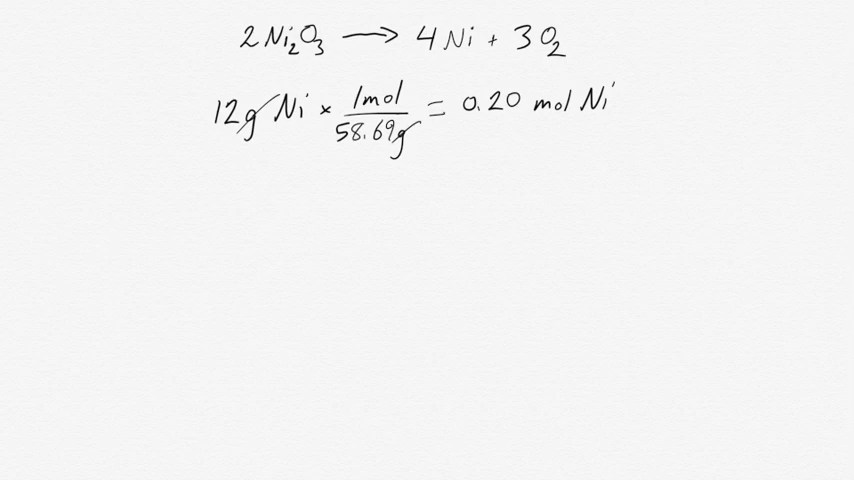 2Ni₂O₃ → 4Ni + 3O₂
12g Ni × 1mol/58.69g = 0.20 mol Ni